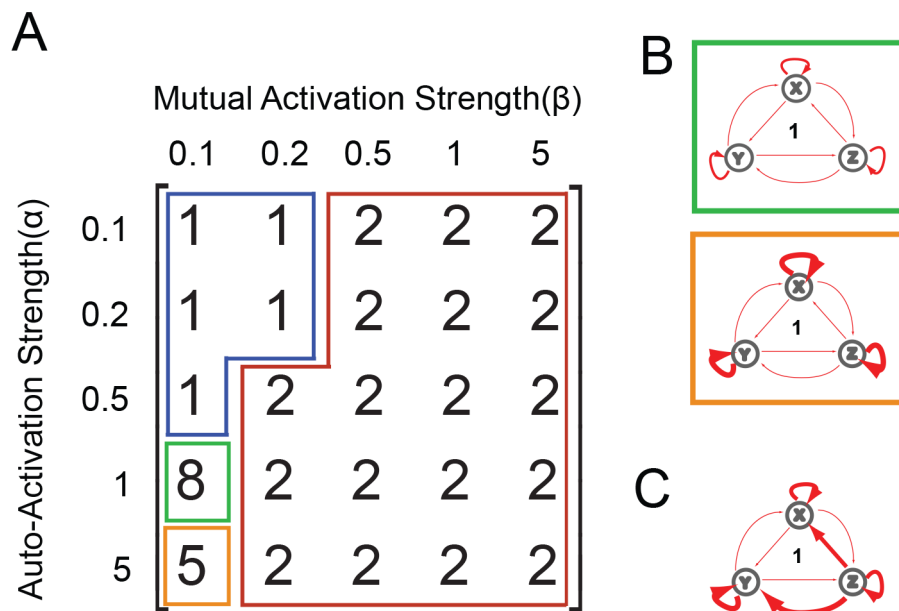 A
Mutual Activation Strength(β)
0.1 0.2 0.5 1 5
Auto-Activation Strength(α)
0.1 1 1 2 2 2
0.2 1 1 2 2 2
0.5 1 2 2 2 2
1 8 2 2 2 2
5 5 2 2 2 2
B
X
1
Y Z
X
1
Y Z
C
X
1
Y Z